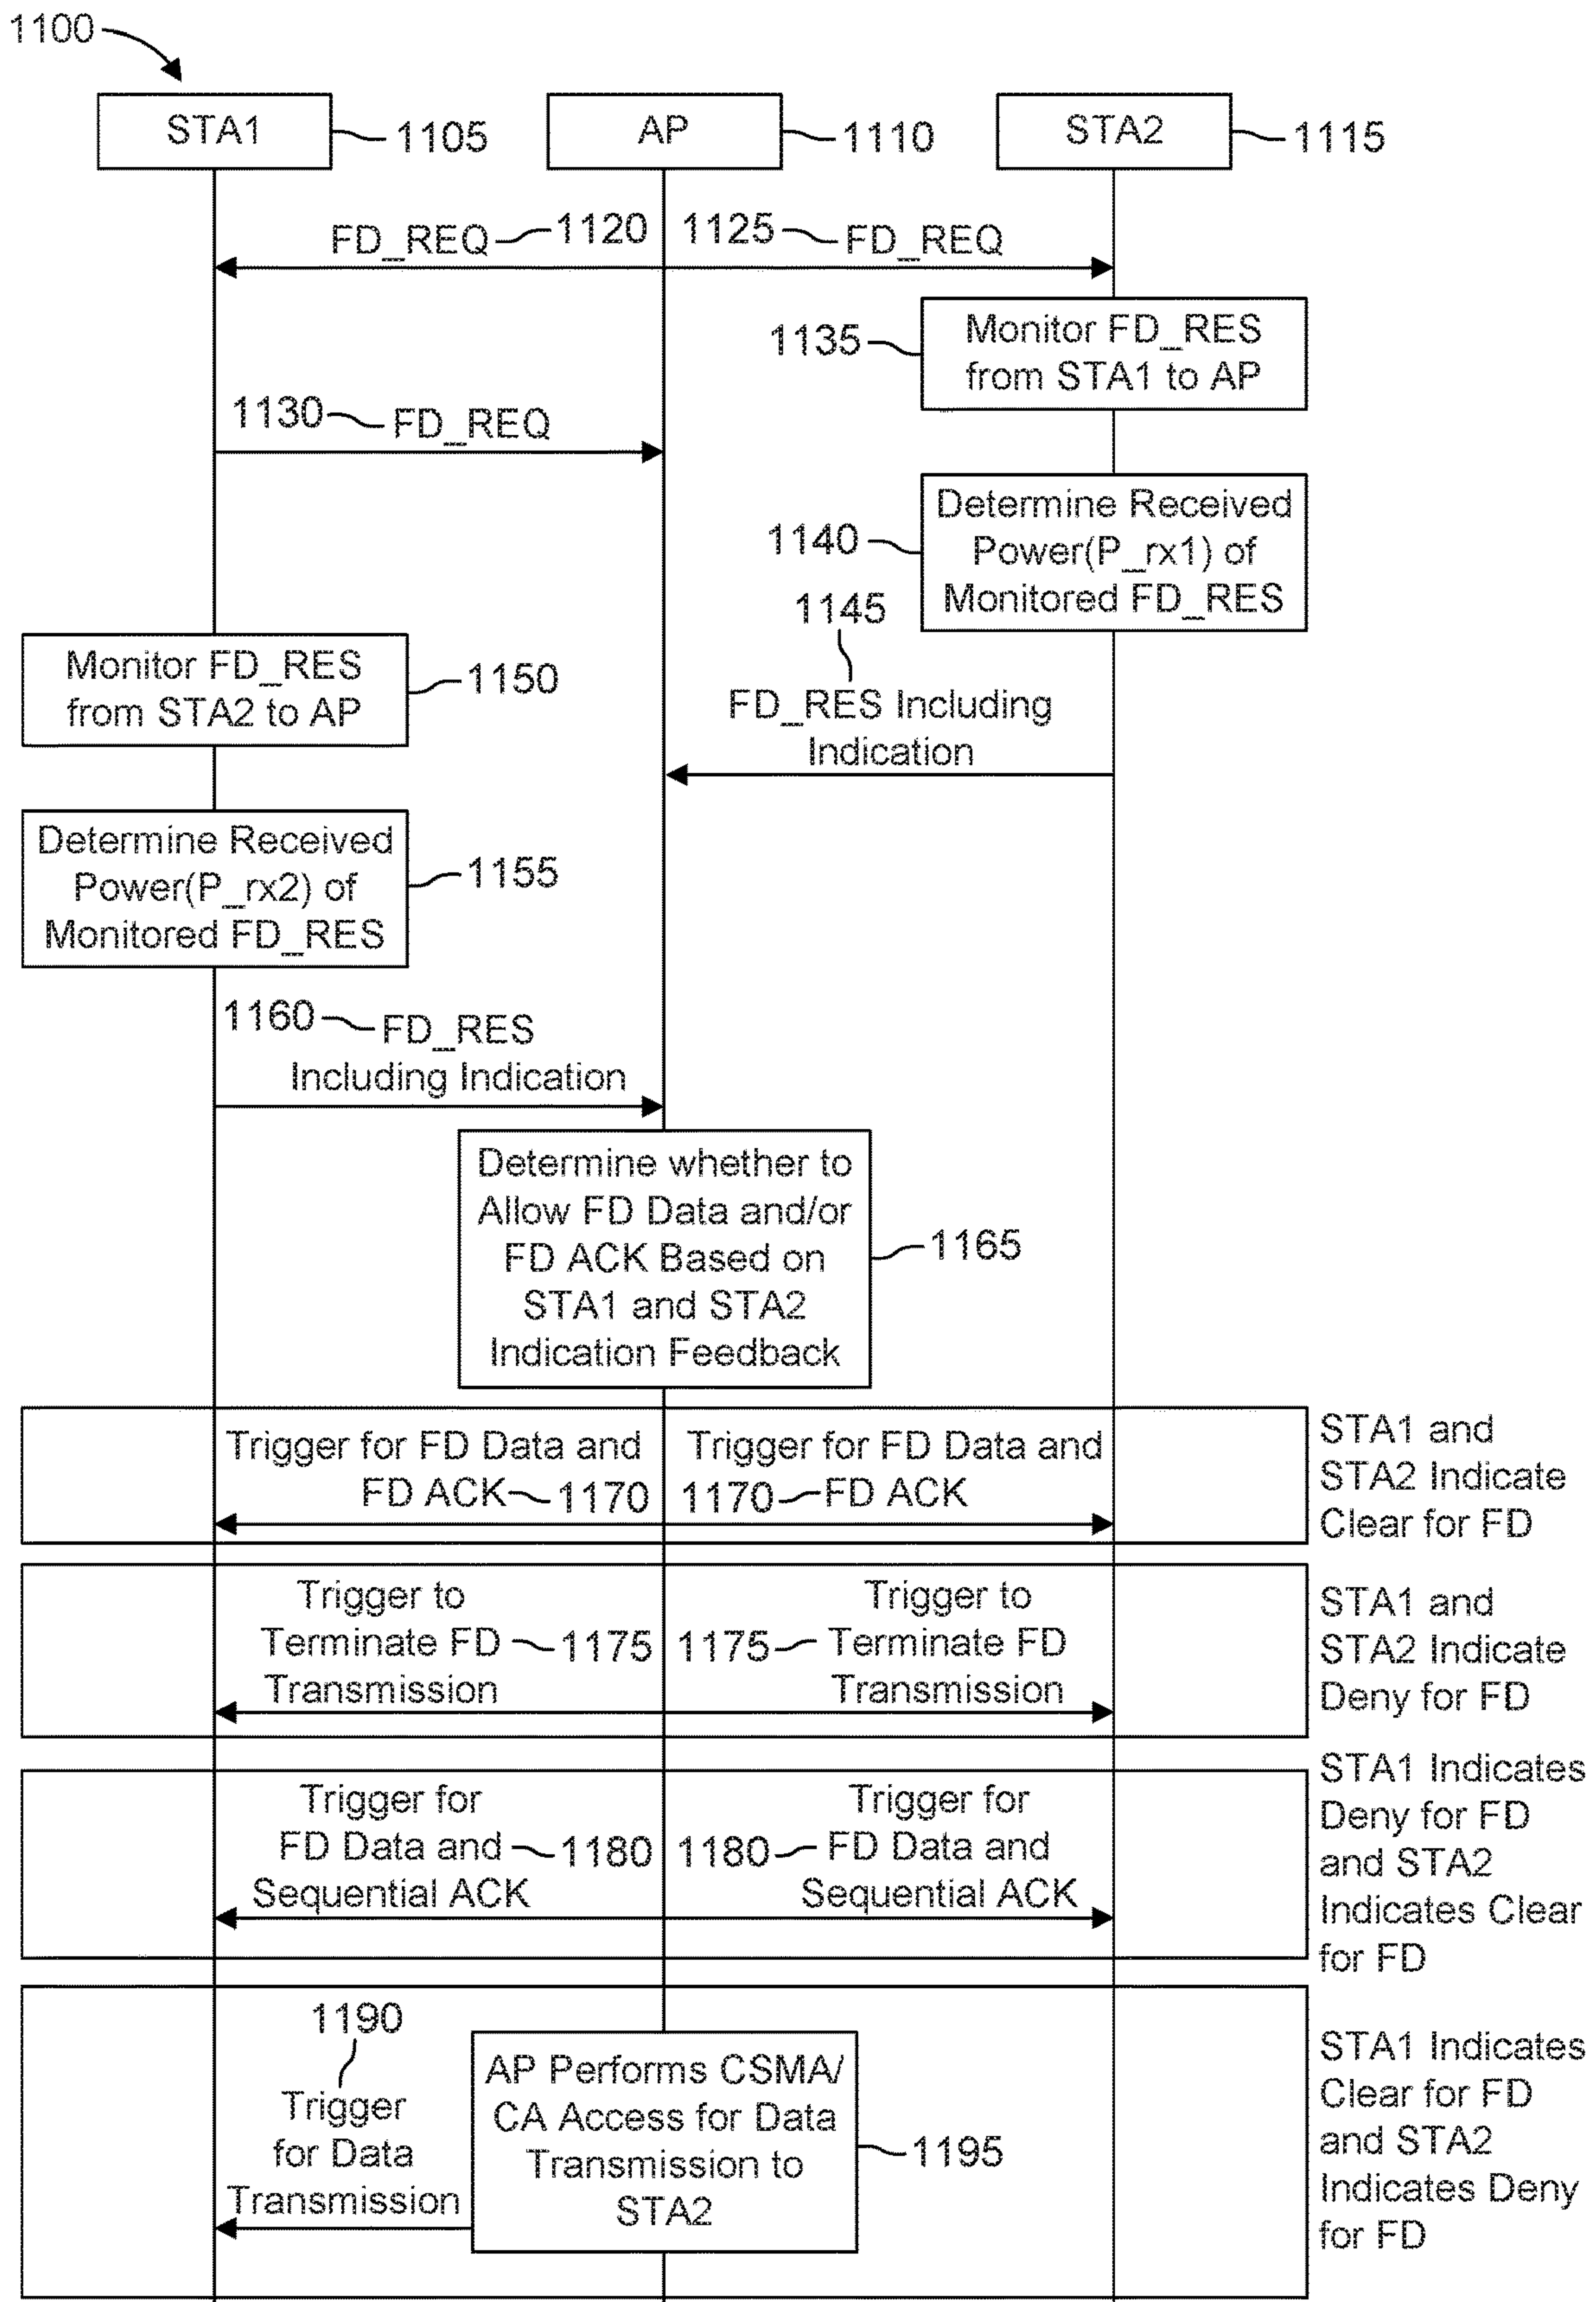 1100
STA1
1105
AP
1110
STA2
1115
FD_REQ
1120
1125
FD_REQ
1135
Monitor FD_RES
from STA1 to AP
1130
FD_REQ
1140
Determine Received
Power(P_rx1) of
Monitored FD_RES
1145
FD_RES Including
Indication
Monitor FD_RES
from STA2 to AP
1150
Determine Received
Power(P_rx2) of
Monitored FD_RES
1155
1160
FD_RES
Including Indication
Determine whether to
Allow FD Data and/or
FD ACK Based on
STA1 and STA2
Indication Feedback
1165
Trigger for FD Data and
FD ACK
1170
Trigger for FD Data and
1170
FD ACK
STA1 and
STA2 Indicate
Clear for FD
Trigger to
Terminate FD
Transmission
1175
1175
Trigger to
Terminate FD
Transmission
STA1 and
STA2 Indicate
Deny for FD
Trigger for
FD Data and
Sequential ACK
1180
1180
Trigger for
FD Data and
Sequential ACK
STA1 Indicates
Deny for FD
and STA2
Indicates Clear
for FD
1190
Trigger
for Data
Transmission
AP Performs CSMA/
CA Access for Data
Transmission to
STA2
1195
STA1 Indicates
Clear for FD
and STA2
Indicates Deny
for FD